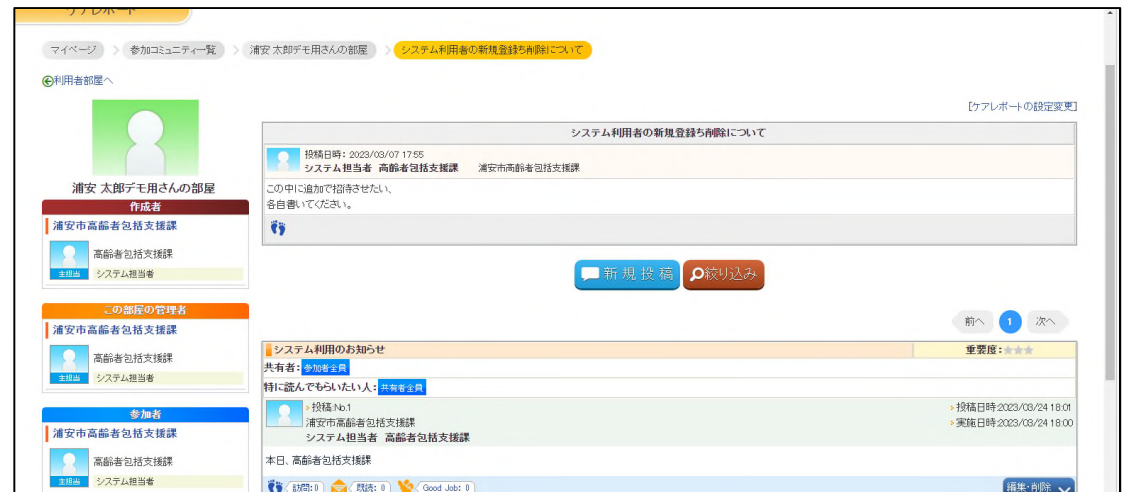 ケアレポート
マイページ 参加コミュニティ一覧 浦安 太郎デモ用さんの部屋 システム利用者の新規登録ち削除について
利用者部屋へ
[ケアレポートの設定変更]
浦安 太郎デモ用さんの部屋
作成者
浦安市高齢者包括支援課
高齢者包括支援課
主担当 システム担当者
この部屋の管理者
浦安市高齢者包括支援課
高齢者包括支援課
主担当 システム担当者
参加者
浦安市高齢者包括支援課
高齢者包括支援課
主担当 システム担当者
システム利用者の新規登録ち削除について
投稿日時: 2023/03/07 17:55
システム担当者 高齢者包括支援課 浦安市高齢者包括支援課
この中に追加で招待させたい、
各自書いてください。
新規投稿 絞り込み
前へ 1 次へ
システム利用のお知らせ 重要度:★★★
共有者: 参加者全員
特に読んでもらいたい人: 共有者全員
投稿No.1 投稿日時:2023/03/24 18:01
浦安市高齢者包括支援課 実施日時:2023/03/24 18:00
システム担当者 高齢者包括支援課
本日、高齢者包括支援課
訪問: 0 既読: 0 Good Job: 0 編集・削除